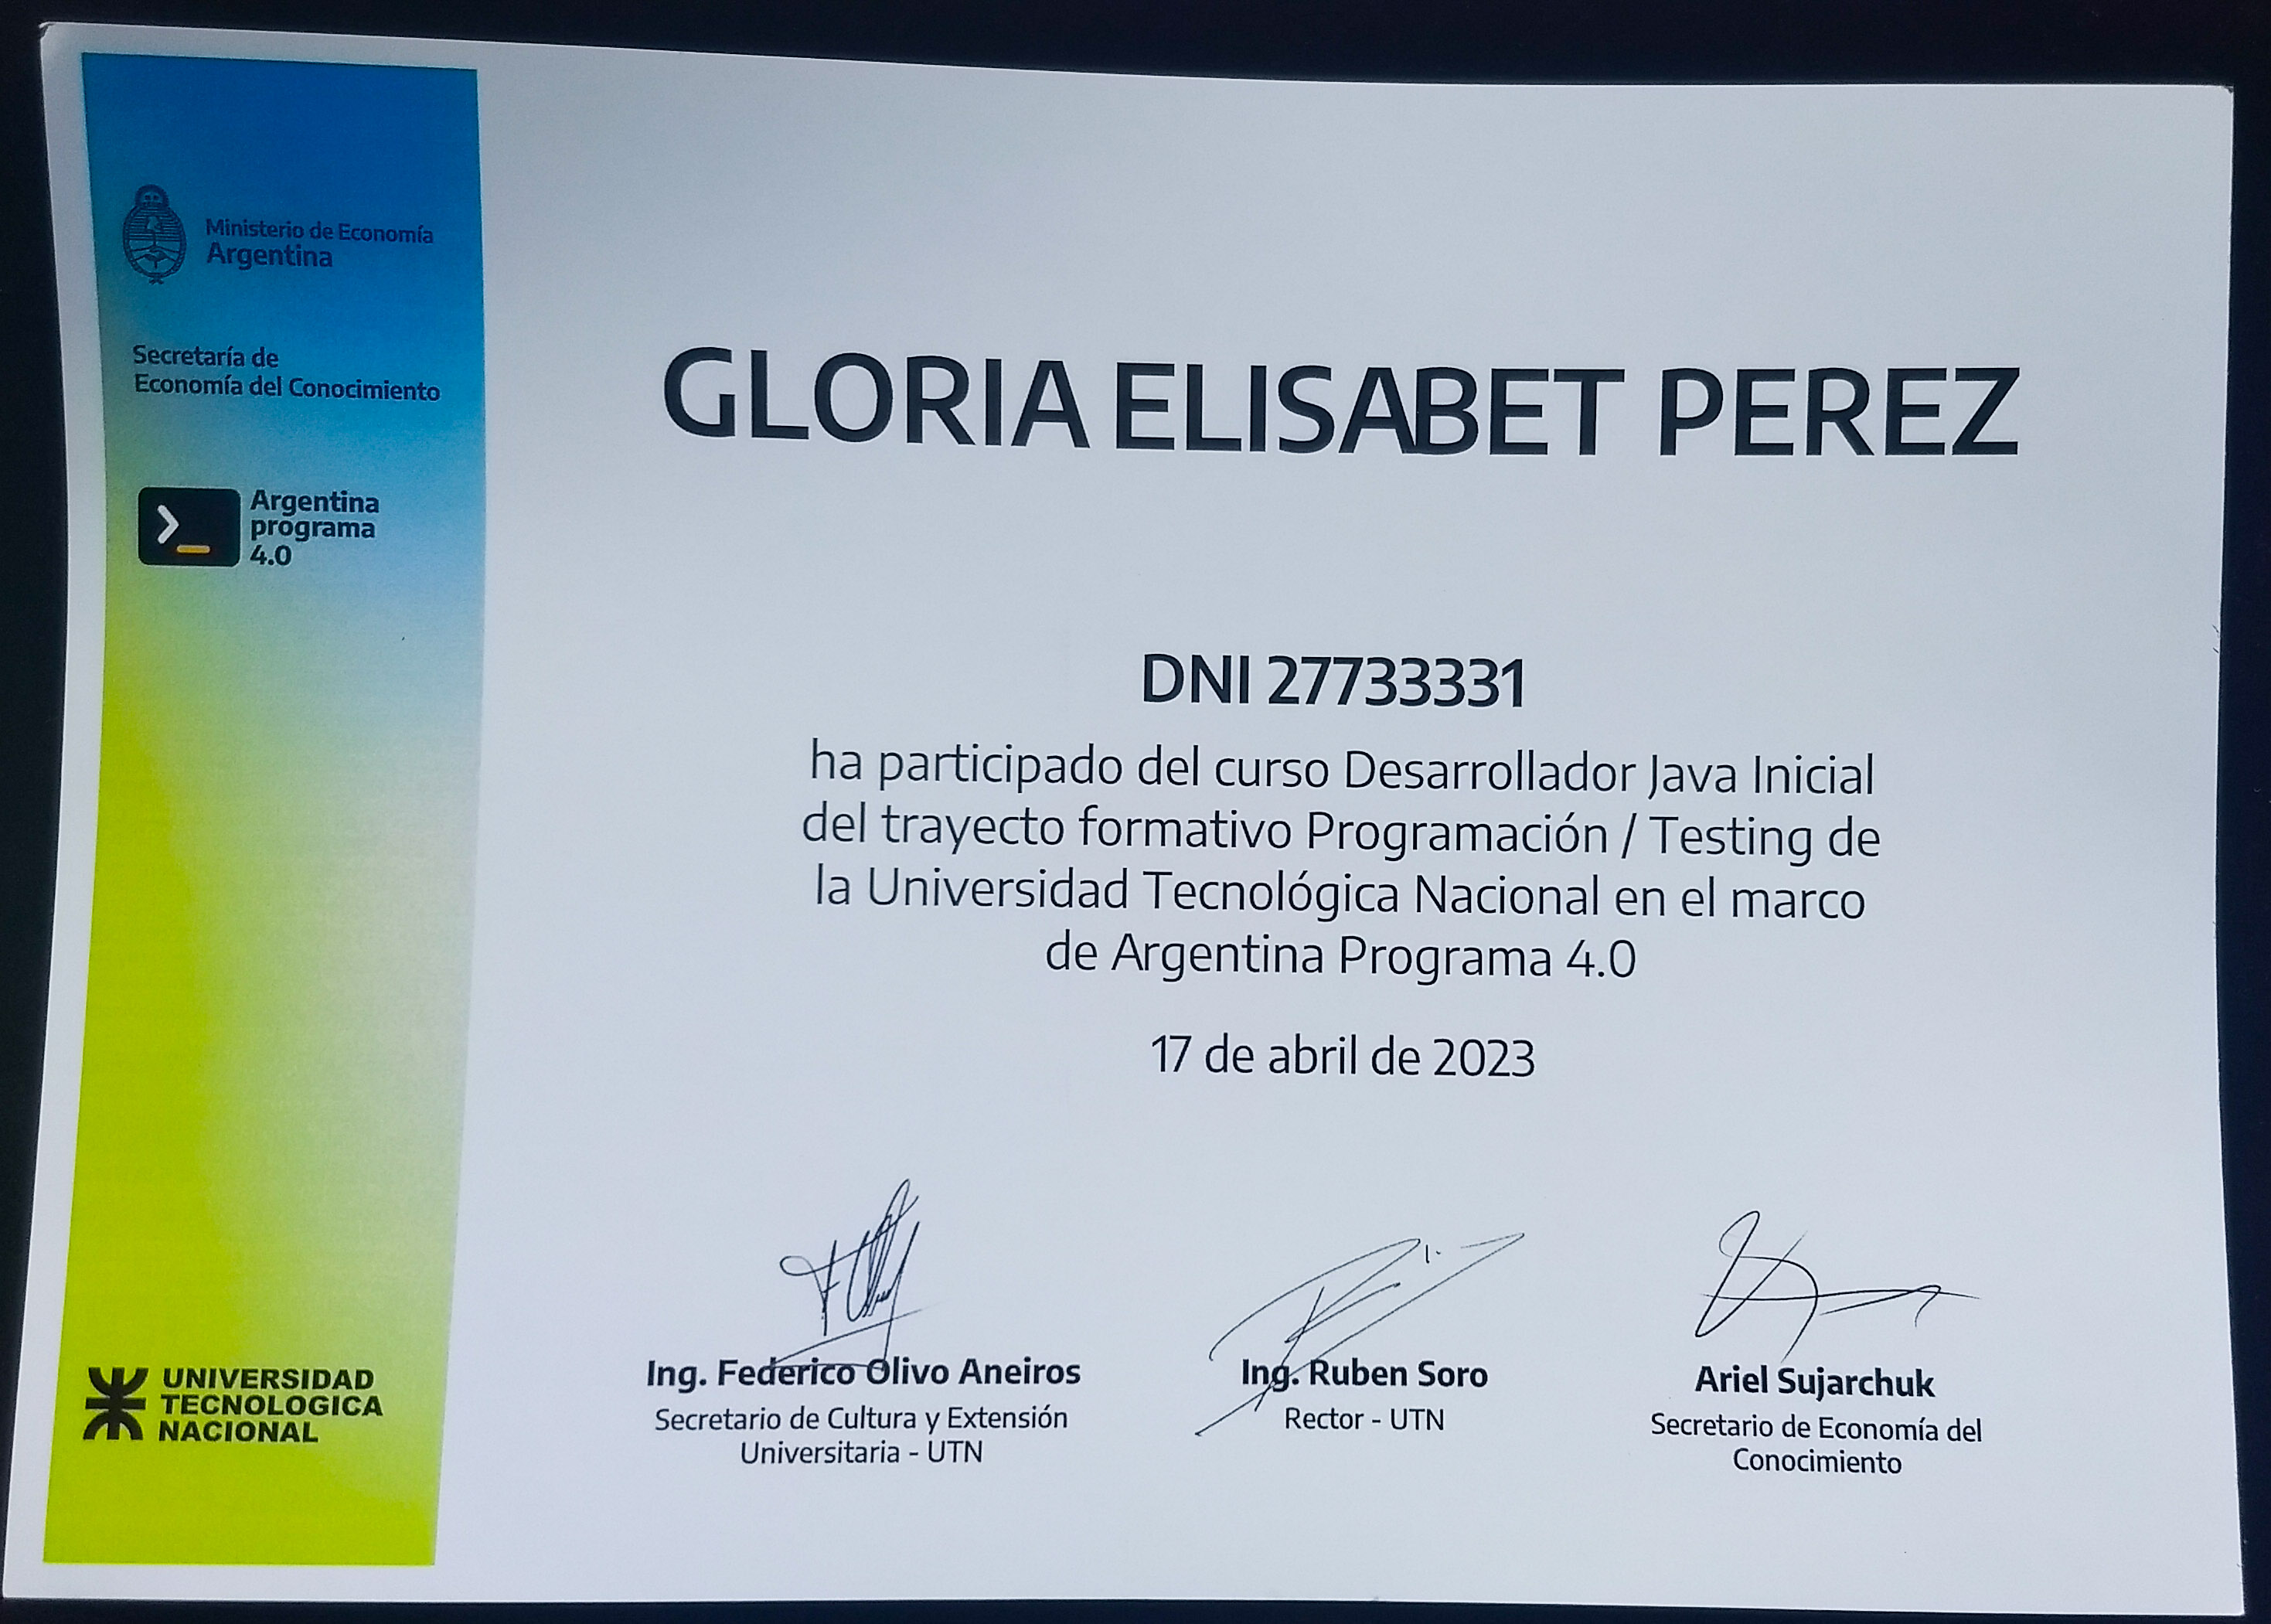 Ministerio de Economía
Argentina
Secretaría de
Economía del Conocimiento
Argentina
programa
4.0
GLORIA ELISABET PEREZ
DNI 27733331
ha participado del curso Desarrollador Java Inicial
del trayecto formativo Programación / Testing de
la Universidad Tecnológica Nacional en el marco
de Argentina Programa 4.0
17 de abril de 2023
Ing. Federico Olivo Aneiros
Secretario de Cultura y Extensión
Universitaria - UTN
Ing. Ruben Soro
Rector - UTN
Ariel Sujarchuk
Secretario de Economía del
Conocimiento
UNIVERSIDAD
TECNOLOGICA
NACIONAL